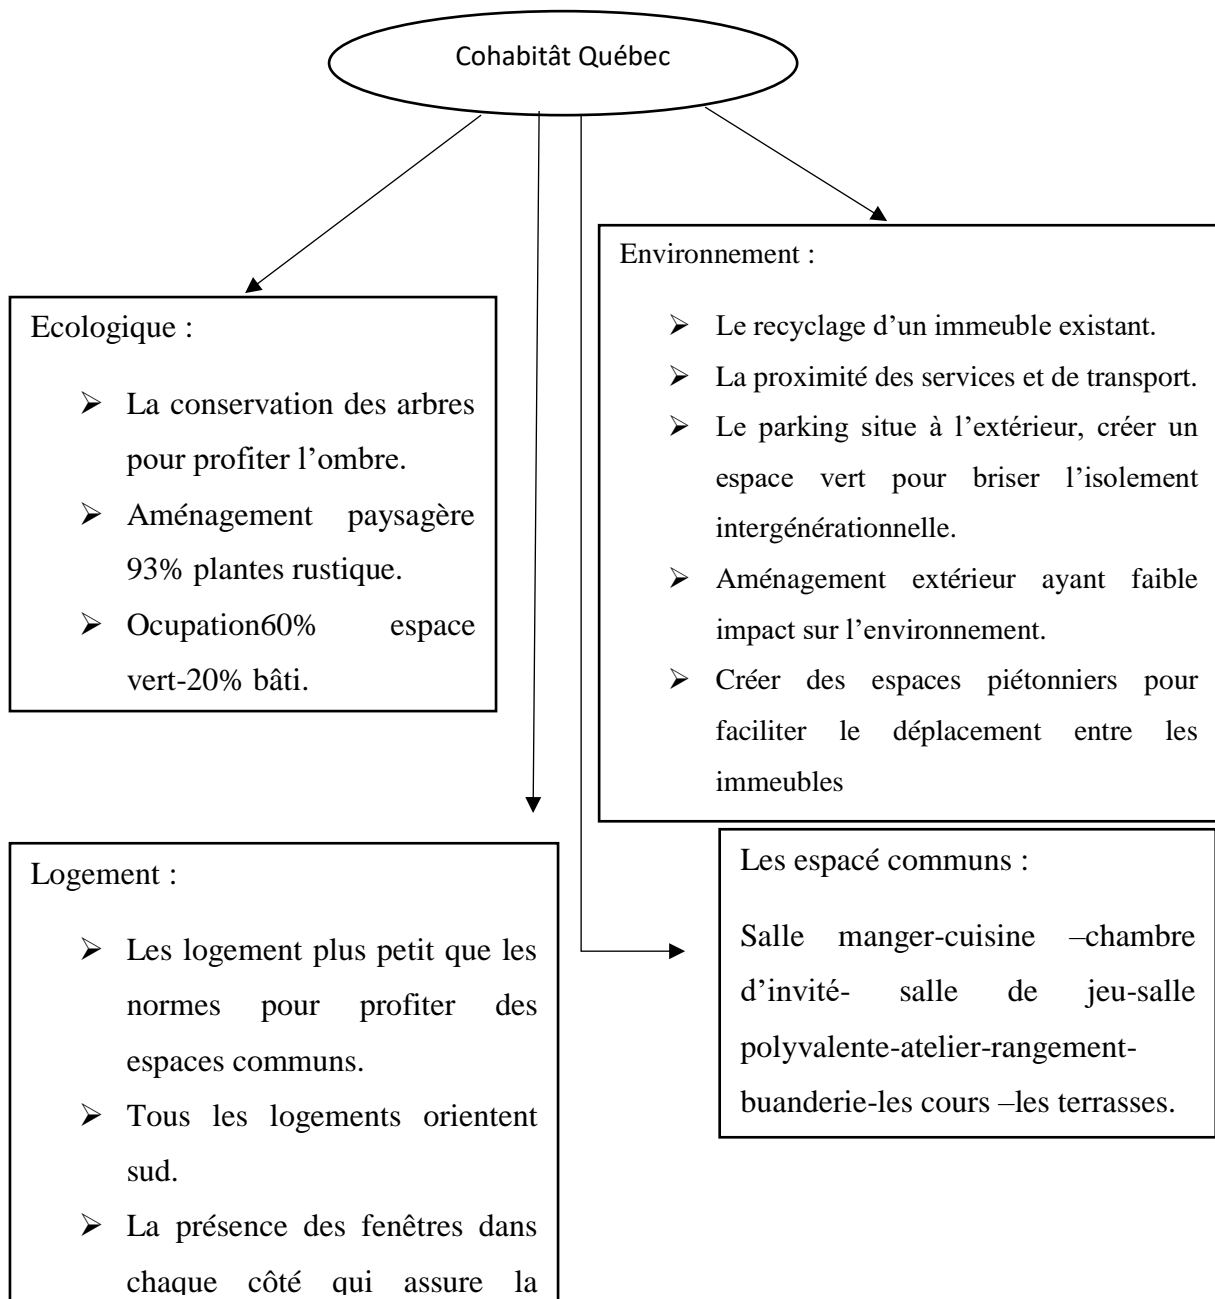 Cohabitât Québec
Ecologique :
➢ La conservation des arbres
pour profiter l’ombre.
➢ Aménagement paysagère
93% plantes rustique.
➢ Ocupation60% espace
vert-20% bâti.
Environnement :
➢ Le recyclage d’un immeuble existant.
➢ La proximité des services et de transport.
➢ Le parking situe à l’extérieur, créer un
espace vert pour briser l’isolement
intergénérationnelle.
➢ Aménagement extérieur ayant faible
impact sur l’environnement.
➢ Créer des espaces piétonniers pour
faciliter le déplacement entre les
immeubles
Logement :
➢ Les logement plus petit que les
normes pour profiter des
espaces communs.
➢ Tous les logements orientent
sud.
➢ La présence des fenêtres dans
chaque côté qui assure la
Les espacé communs :
Salle manger-cuisine –chambre
d’invité- salle de jeu-salle
polyvalente-atelier-rangement-
buanderie-les cours –les terrasses.